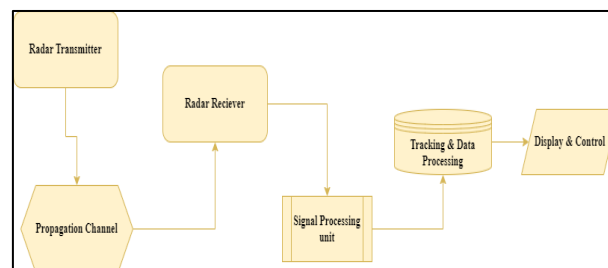 Radar Transmitter
Propagation Channel
Radar Reciever
Signal Processing
unit
Tracking & Data
Processing
Display & Control